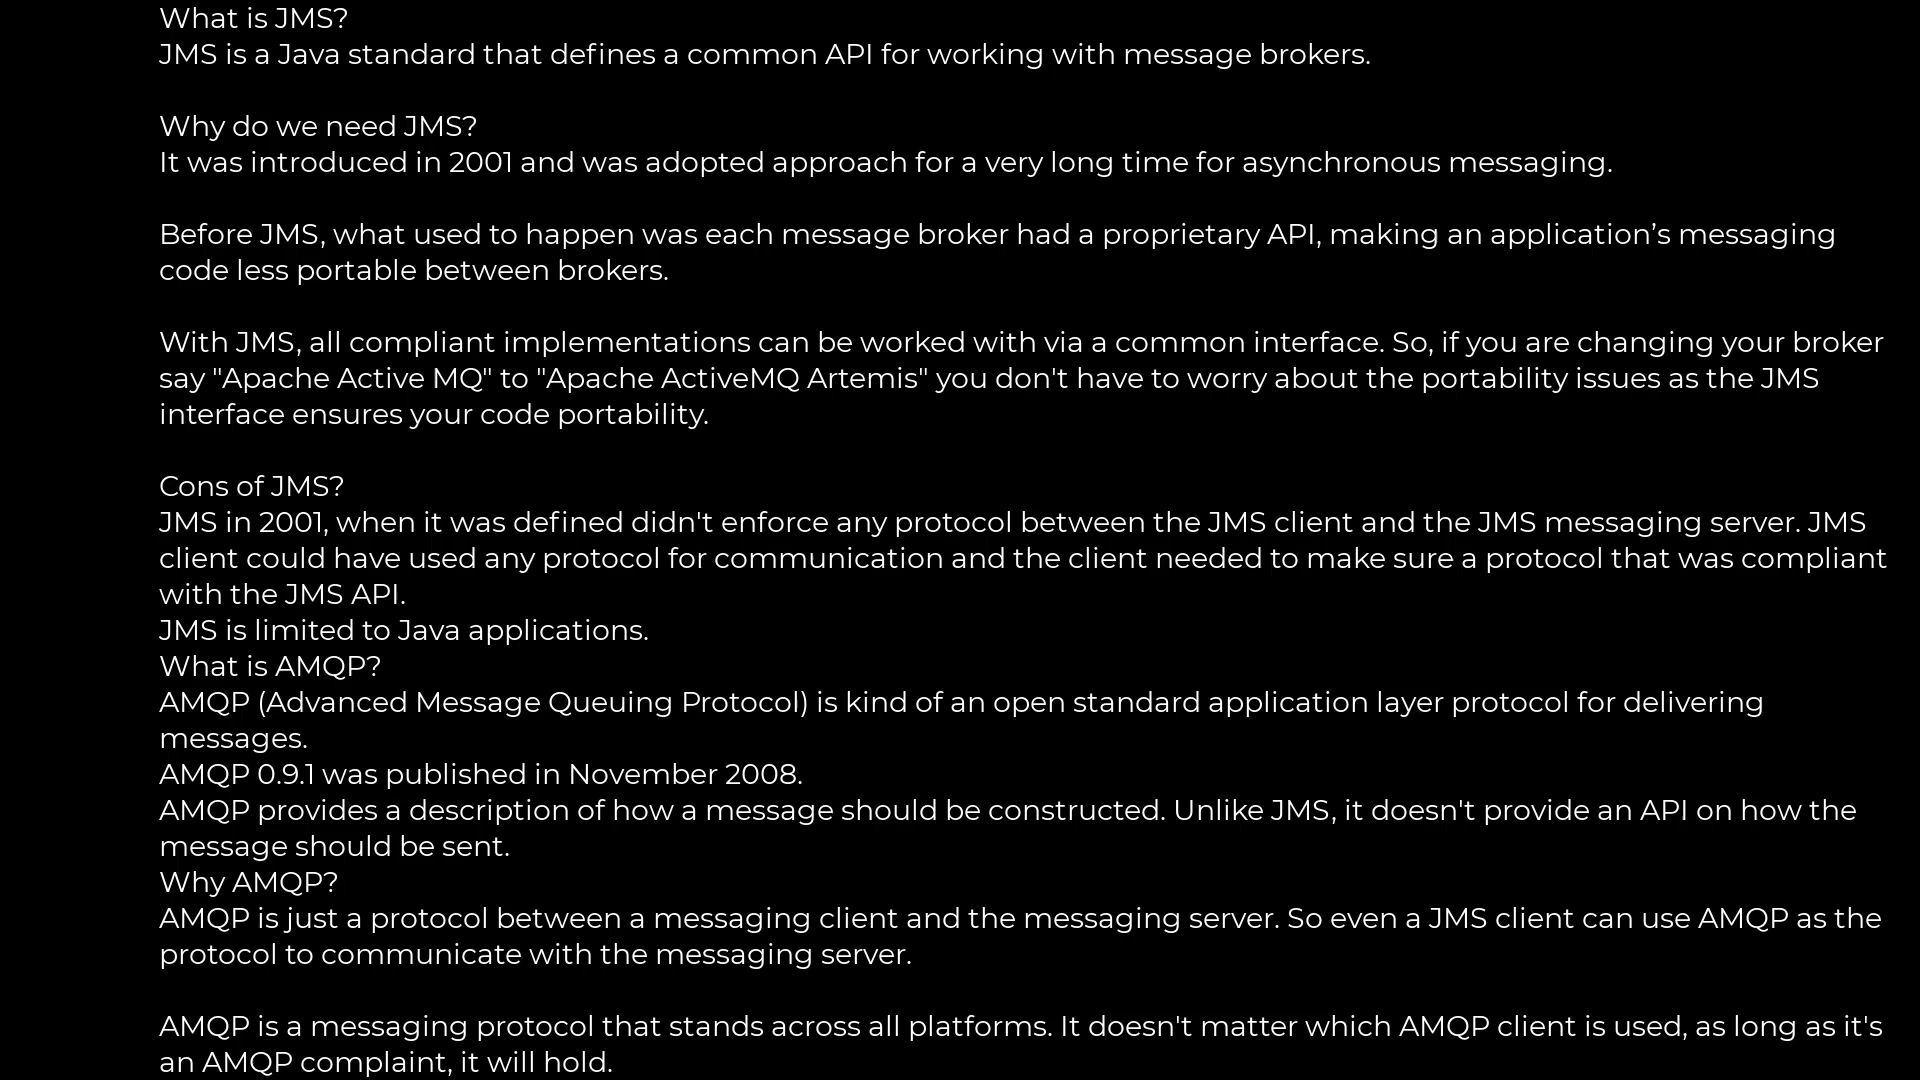 What is JMS?
JMS is a Java standard that defines a common API for working with message brokers.
Why do we need JMS?
It was introduced in 2001 and was adopted approach for a very long time for asynchronous messaging.
Before JMS, what used to happen was each message broker had a proprietary API, making an application’s messaging
code less portable between brokers.
With JMS, all compliant implementations can be worked with via a common interface. So, if you are changing your broker
say "Apache Active MQ" to "Apache ActiveMQ Artemis" you don't have to worry about the portability issues as the JMS
interface ensures your code portability.
Cons of JMS?
JMS in 2001, when it was defined didn't enforce any protocol between the JMS client and the JMS messaging server. JMS
client could have used any protocol for communication and the client needed to make sure a protocol that was compliant
with the JMS API.
JMS is limited to Java applications.
What is AMQP?
AMQP (Advanced Message Queuing Protocol) is kind of an open standard application layer protocol for delivering
messages.
AMQP 0.9.1 was published in November 2008.
AMQP provides a description of how a message should be constructed. Unlike JMS, it doesn't provide an API on how the
message should be sent.
Why AMQP?
AMQP is just a protocol between a messaging client and the messaging server. So even a JMS client can use AMQP as the
protocol to communicate with the messaging server.
AMQP is a messaging protocol that stands across all platforms. It doesn't matter which AMQP client is used, as long as it's
an AMQP complaint, it will hold.